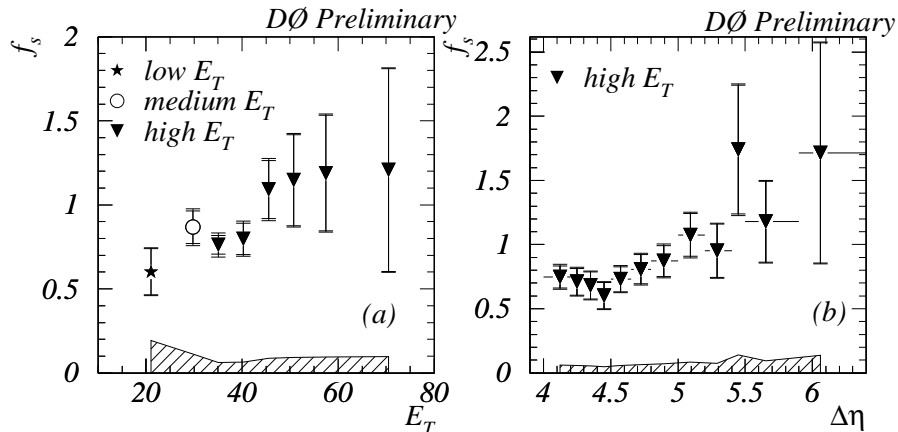 DØ Preliminary
f_s
2
1.5
1
0.5
0
★ low E_T
○ medium E_T
▼ high E_T
(a)
20 40 60 80
E_T
DØ Preliminary
f_s
2.5
2
1.5
1
0.5
0
▼ high E_T
(b)
4 4.5 5 5.5 6
Δη